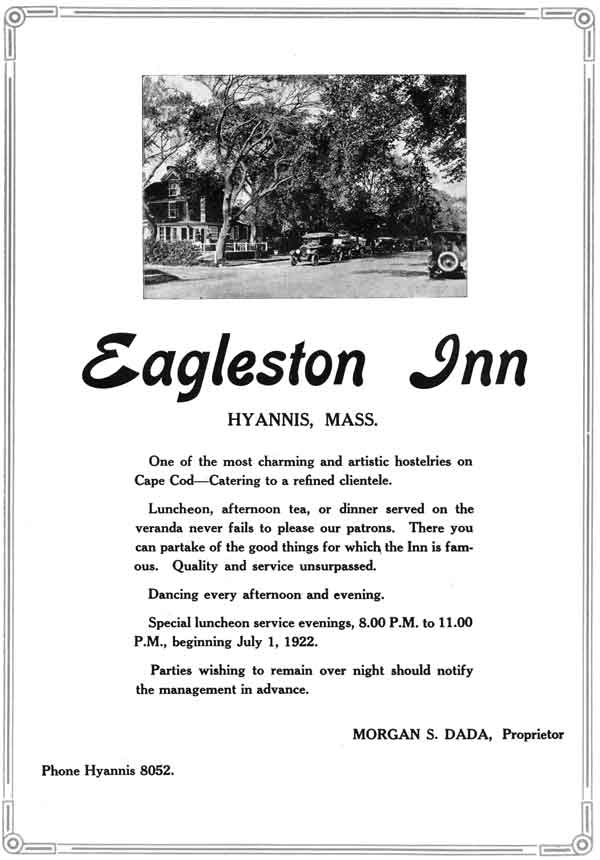 Eagleston Inn
HYANNIS, MASS.
One of the most charming and artistic hostelries on
Cape Cod—Catering to a refined clientele.
Luncheon, afternoon tea, or dinner served on the
veranda never fails to please our patrons. There you
can partake of the good things for which the Inn is fam-
ous. Quality and service unsurpassed.
Dancing every afternoon and evening.
Special luncheon service evenings, 8.00 P.M. to 11.00
P.M., beginning July 1, 1922.
Parties wishing to remain over night should notify
the management in advance.
MORGAN S. DADA, Proprietor
Phone Hyannis 8052.